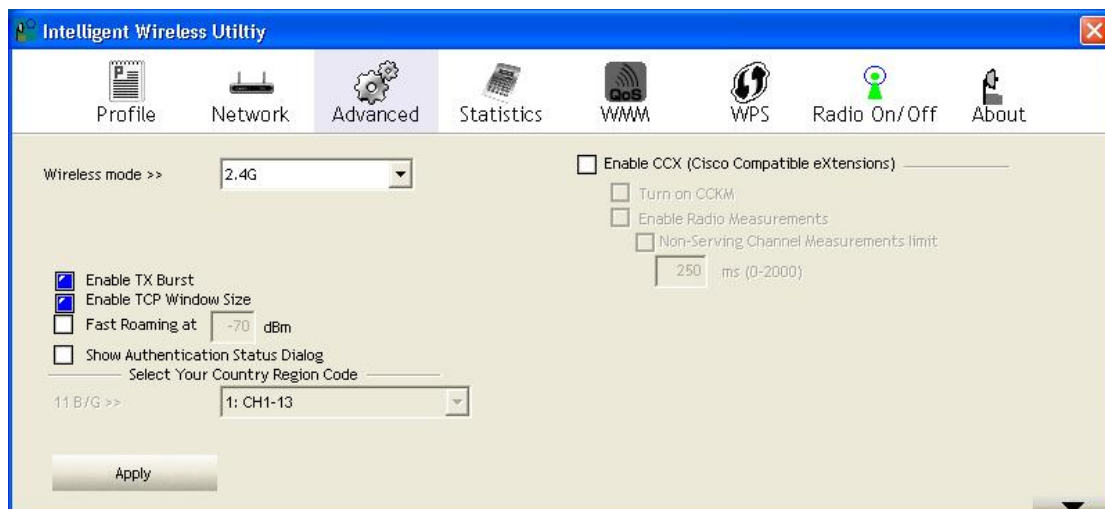 Intelligent Wireless Utiltiy
Profile Network Advanced Statistics QoS WMM WPS Radio On/Off About
Wireless mode >> 2.4G
Enable TX Burst
Enable TCP Window Size
Fast Roaming at -70 dBm
Show Authentication Status Dialog
Select Your Country Region Code
11 B/G >> 1: CH1-13
Apply
Enable CCX (Cisco Compatible eXtensions)
Turn on CCKM
Enable Radio Measurements
Non-Serving Channel Measurements limit
250 ms (0-2000)